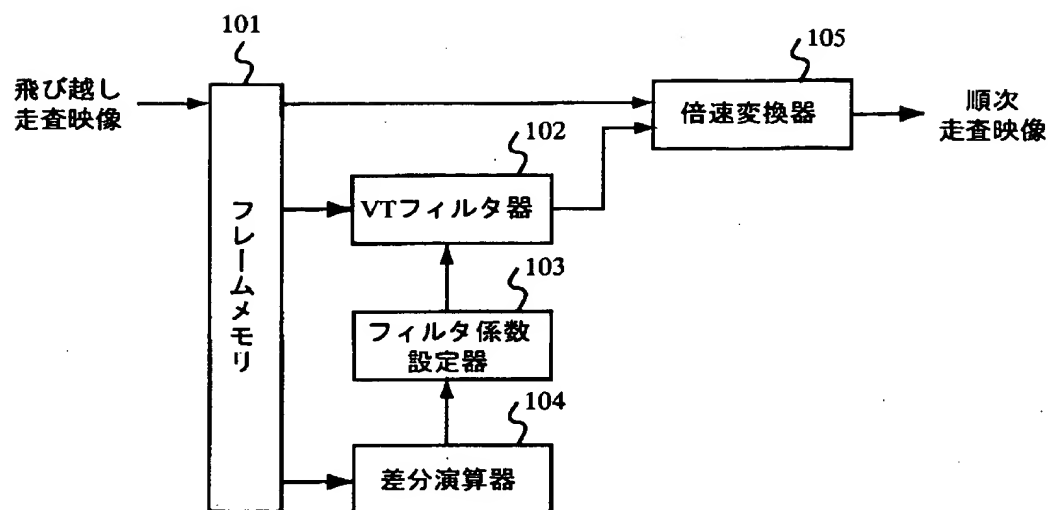 101
飛び越し
走査映像
フレームメモリ
102
VTフィルタ器
103
フィルタ係数
設定器
104
差分演算器
105
倍速変換器
順次
走査映像